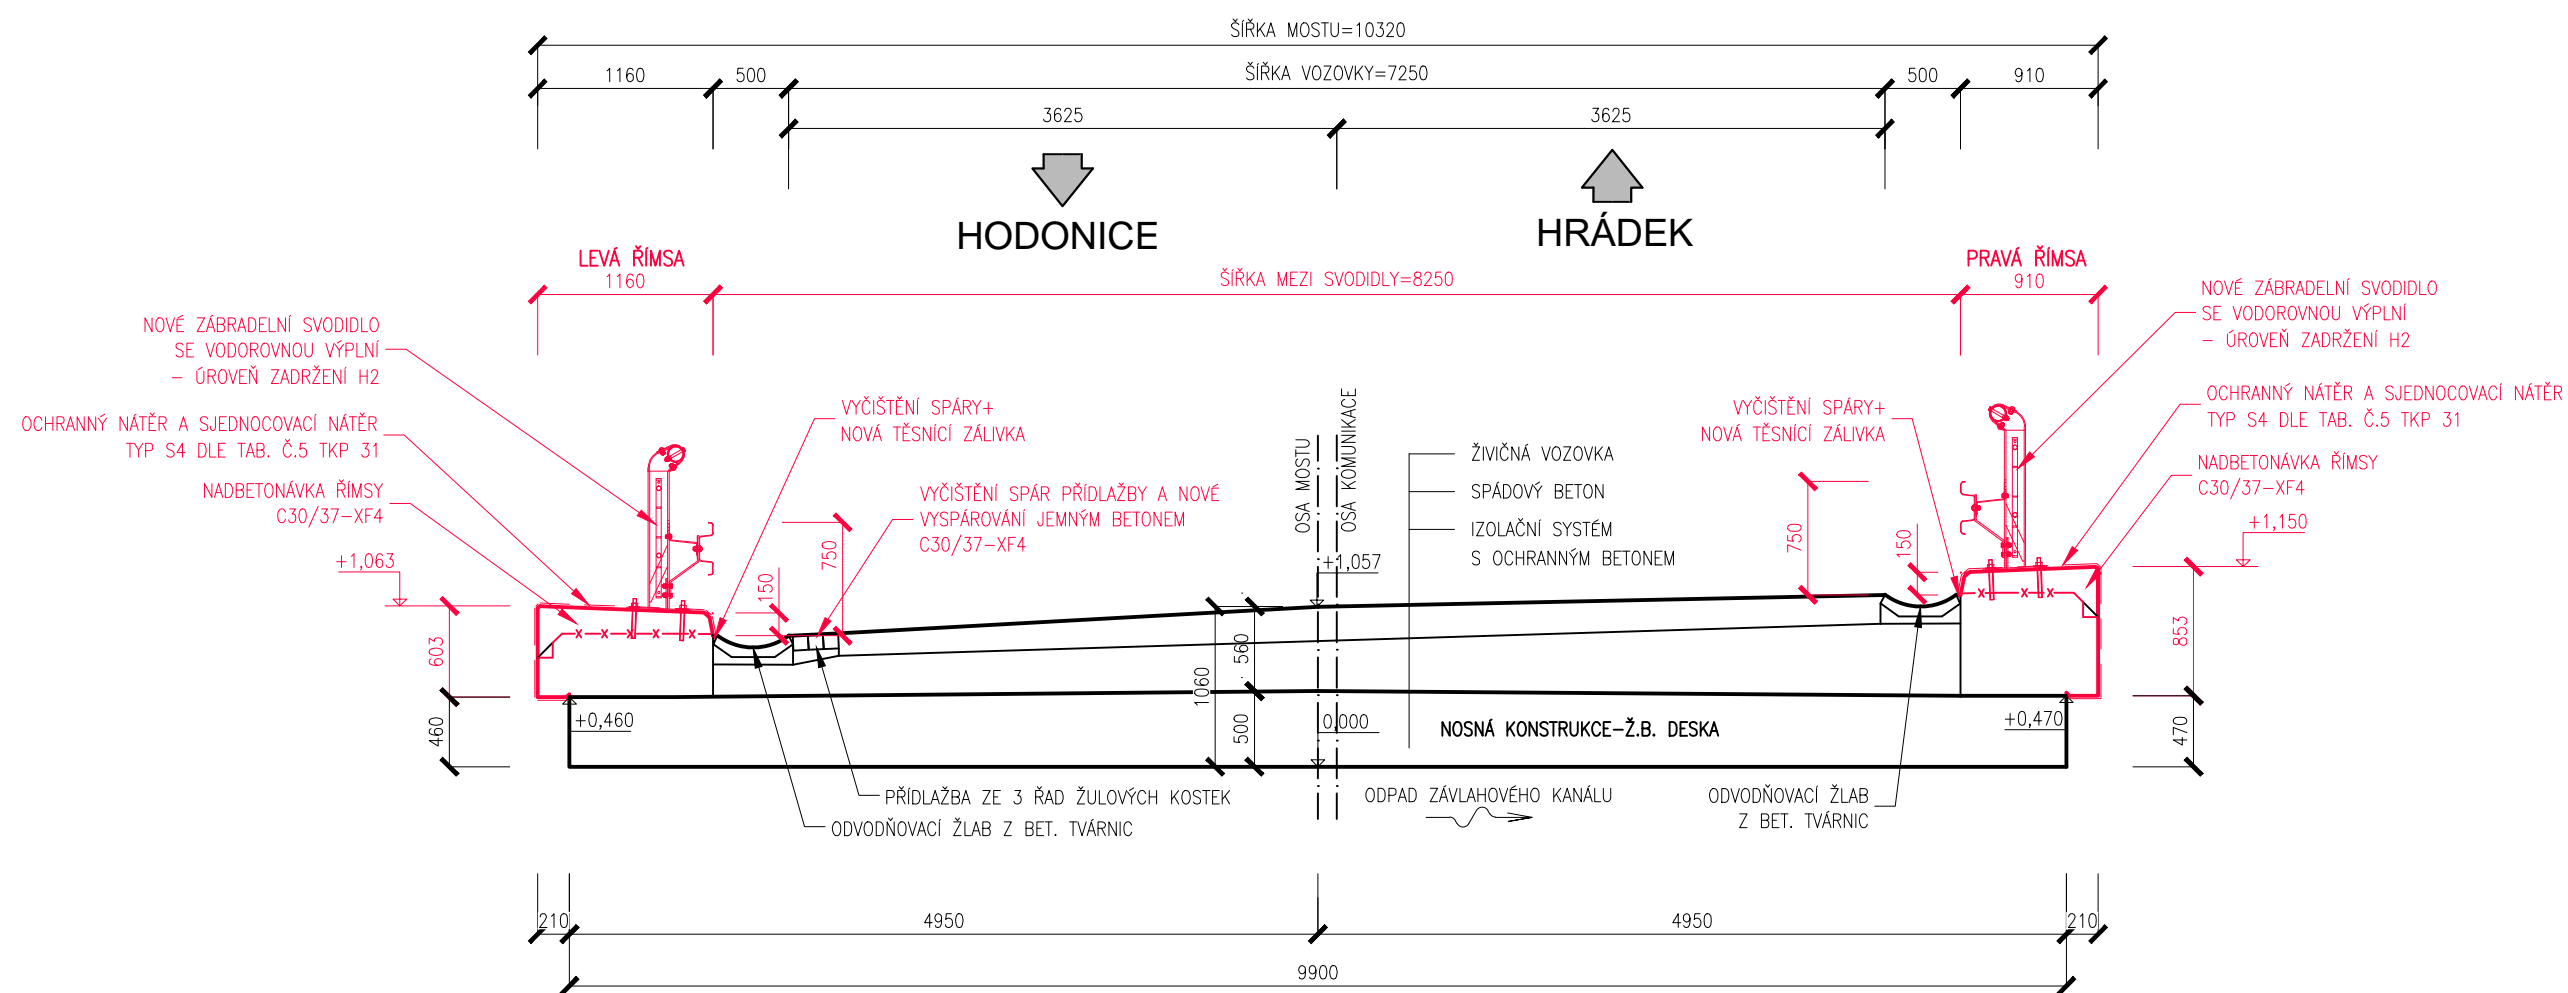 ŠÍŘKA MOSTU=10320
1160
500
ŠÍŘKA VOZOVKY=7250
500
910
3625
3625
HODONICE
HRÁDEK
LEVÁ ŘÍMSA
1160
ŠÍŘKA MEZI SVODIDLY=8250
PRAVÁ ŘÍMSA
910
NOVÉ ZÁBRADELNÍ SVODIDLO
SE VODOROVNOU VÝPLNÍ
- ÚROVEŇ ZADRŽENÍ H2
OCHRANNÝ NÁTĚR A SJEDNOCOVACÍ NÁTĚR
TYP S4 DLE TAB. Č.5 TKP 31
NADBETONÁVKA ŘÍMSY
C30/37-XF4
+1,063
VYČIŠTĚNÍ SPÁRY+
NOVÁ TĚSNÍCÍ ZÁLIVKA
VYČIŠTĚNÍ SPÁR PŘÍDLAŽBY A NOVÉ
VYSPÁROVÁNÍ JEMNÝM BETONEM
C30/37-XF4
750
150
OSA MOSTU
OSA KOMUNIKACE
ŽIVIČNÁ VOZOVKA
SPÁDOVÝ BETON
IZOLAČNÍ SYSTÉM
S OCHRANNÝM BETONEM
+1,057
VYČIŠTĚNÍ SPÁRY+
NOVÁ TĚSNÍCÍ ZÁLIVKA
750
150
NOVÉ ZÁBRADELNÍ SVODIDLO
SE VODOROVNOU VÝPLNÍ
- ÚROVEŇ ZADRŽENÍ H2
OCHRANNÝ NÁTĚR A SJEDNOCOVACÍ NÁTĚR
TYP S4 DLE TAB. Č.5 TKP 31
NADBETONÁVKA ŘÍMSY
C30/37-XF4
+1,150
603
460
+0,460
1060
560
500
0,000
NOSNÁ KONSTRUKCE-Ž.B. DESKA
+0,470
853
470
PŘÍDLAŽBA ZE 3 ŘAD ŽULOVÝCH KOSTEK
ODVODŇOVACÍ ŽLAB Z BET. TVÁRNIC
ODPAD ZÁVLAHOVÉHO KANÁLU
ODVODŇOVACÍ ŽLAB
Z BET. TVÁRNIC
210
4950
4950
210
9900